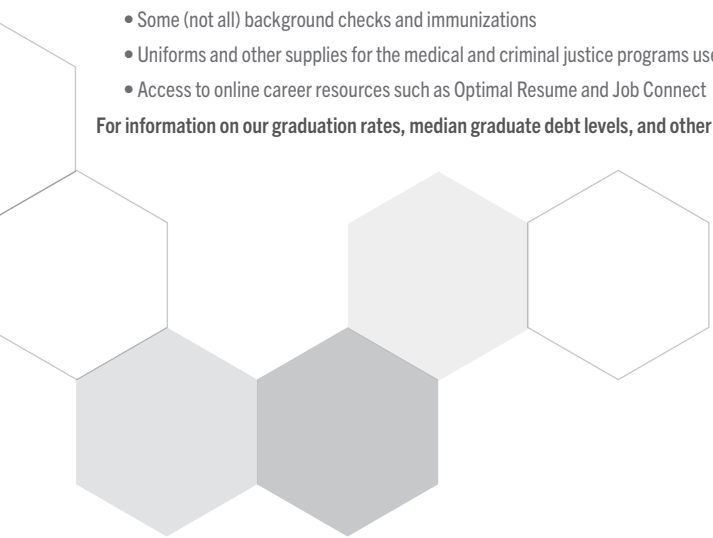 • Some (not all) background checks and immunizations
• Uniforms and other supplies for the medical and criminal justice programs
• Access to online career resources such as Optimal Resume and Job Connect
For information on our graduation rates, median graduate debt levels, and other